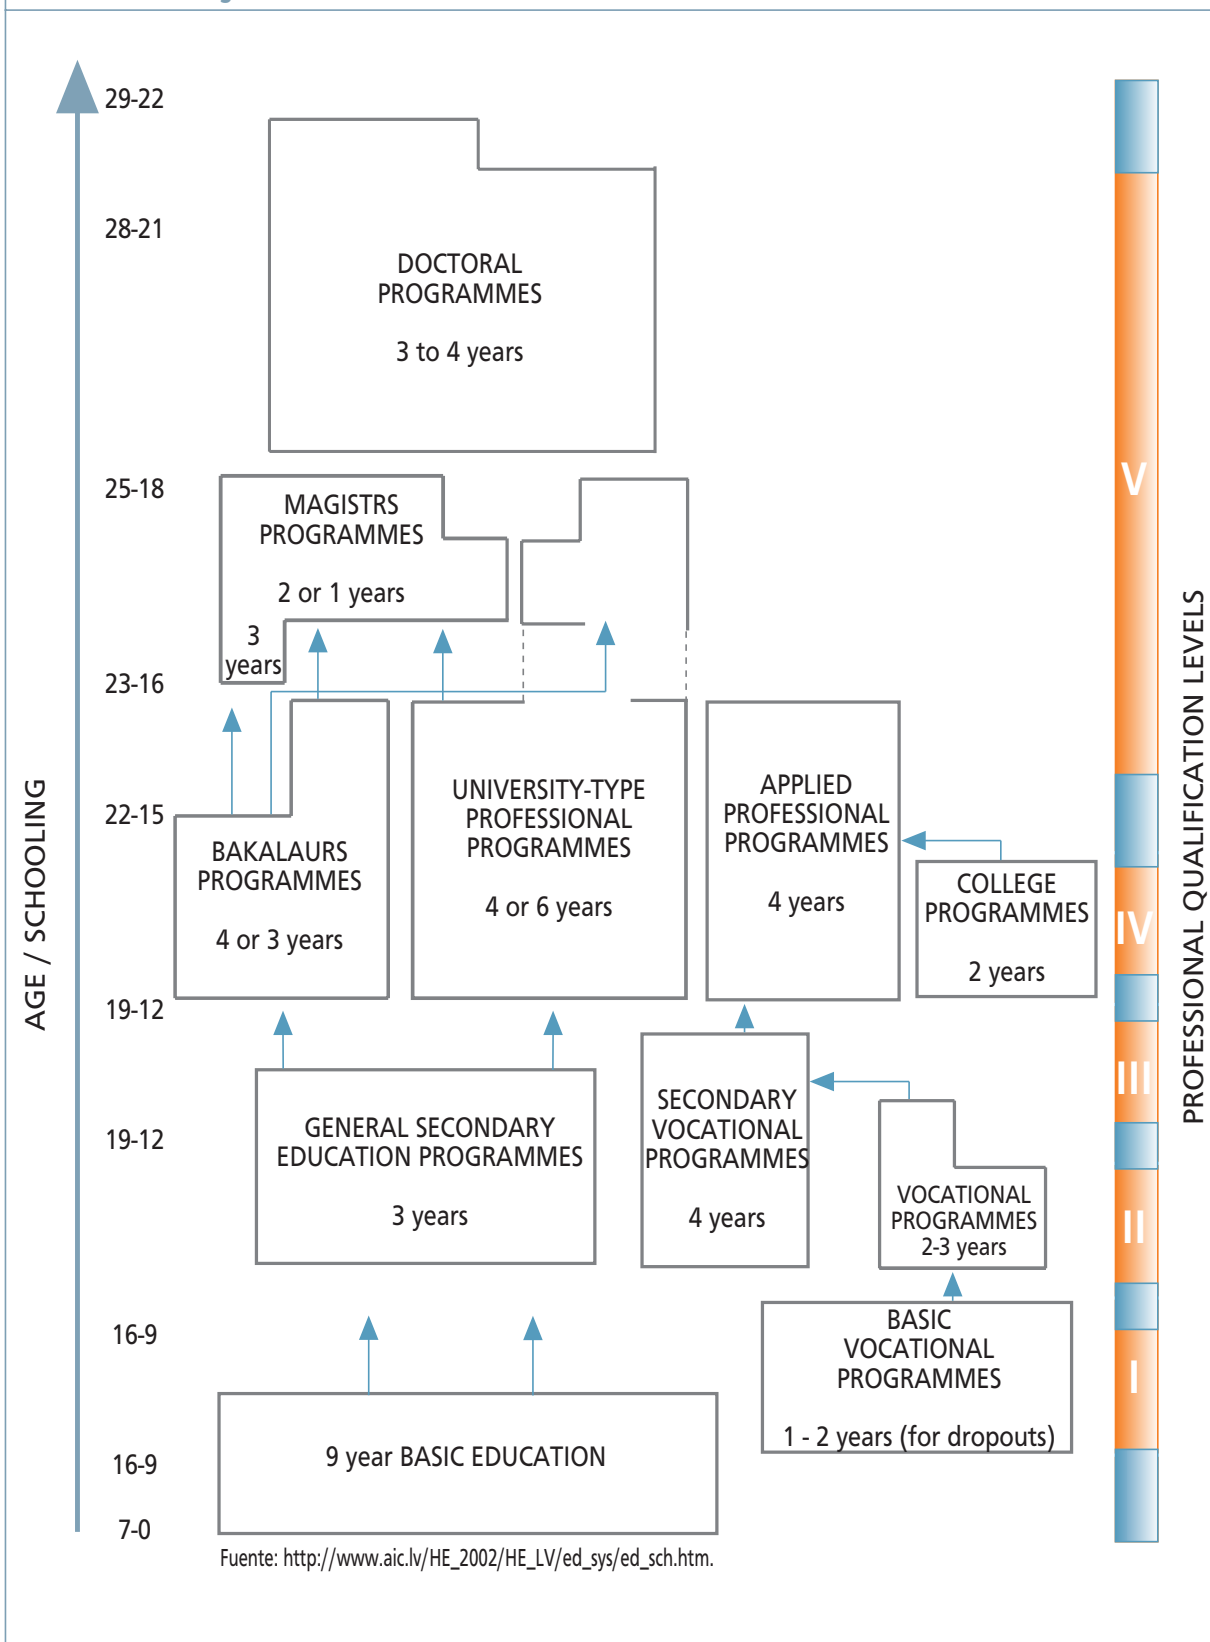 29-22
28-21
DOCTORAL
PROGRAMMES
3 to 4 years
25-18
MAGISTRS
PROGRAMMES
2 or 1 years
3
years
23-16
UNIVERSITY-TYPE
PROFESSIONAL
PROGRAMMES
4 or 6 years
APPLIED
PROFESSIONAL
PROGRAMMES
4 years
22-15
BAKALAURS
PROGRAMMES
4 or 3 years
COLLEGE
PROGRAMMES
2 years
19-12
GENERAL SECONDARY
EDUCATION PROGRAMMES
3 years
SECONDARY
VOCATIONAL
PROGRAMMES
4 years
19-12
VOCATIONAL
PROGRAMMES
2-3 years
16-9
BASIC
VOCATIONAL
PROGRAMMES
1 - 2 years (for dropouts)
9 year BASIC EDUCATION
16-9
7-0
AGE / SCHOOLING
V
IV
III
II
I
PROFESSIONAL QUALIFICATION LEVELS
Fuente: http://www.aic.lv/HE_2002/HE_LV/ed_sys/ed_sch.htm.